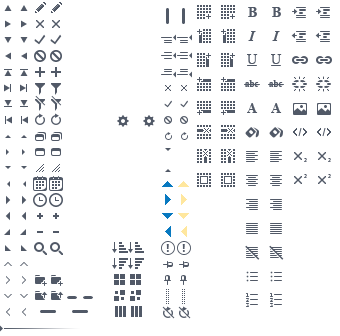 B B
I I
U U
abc abc
A A
X₂ X₂
X₂ X₂